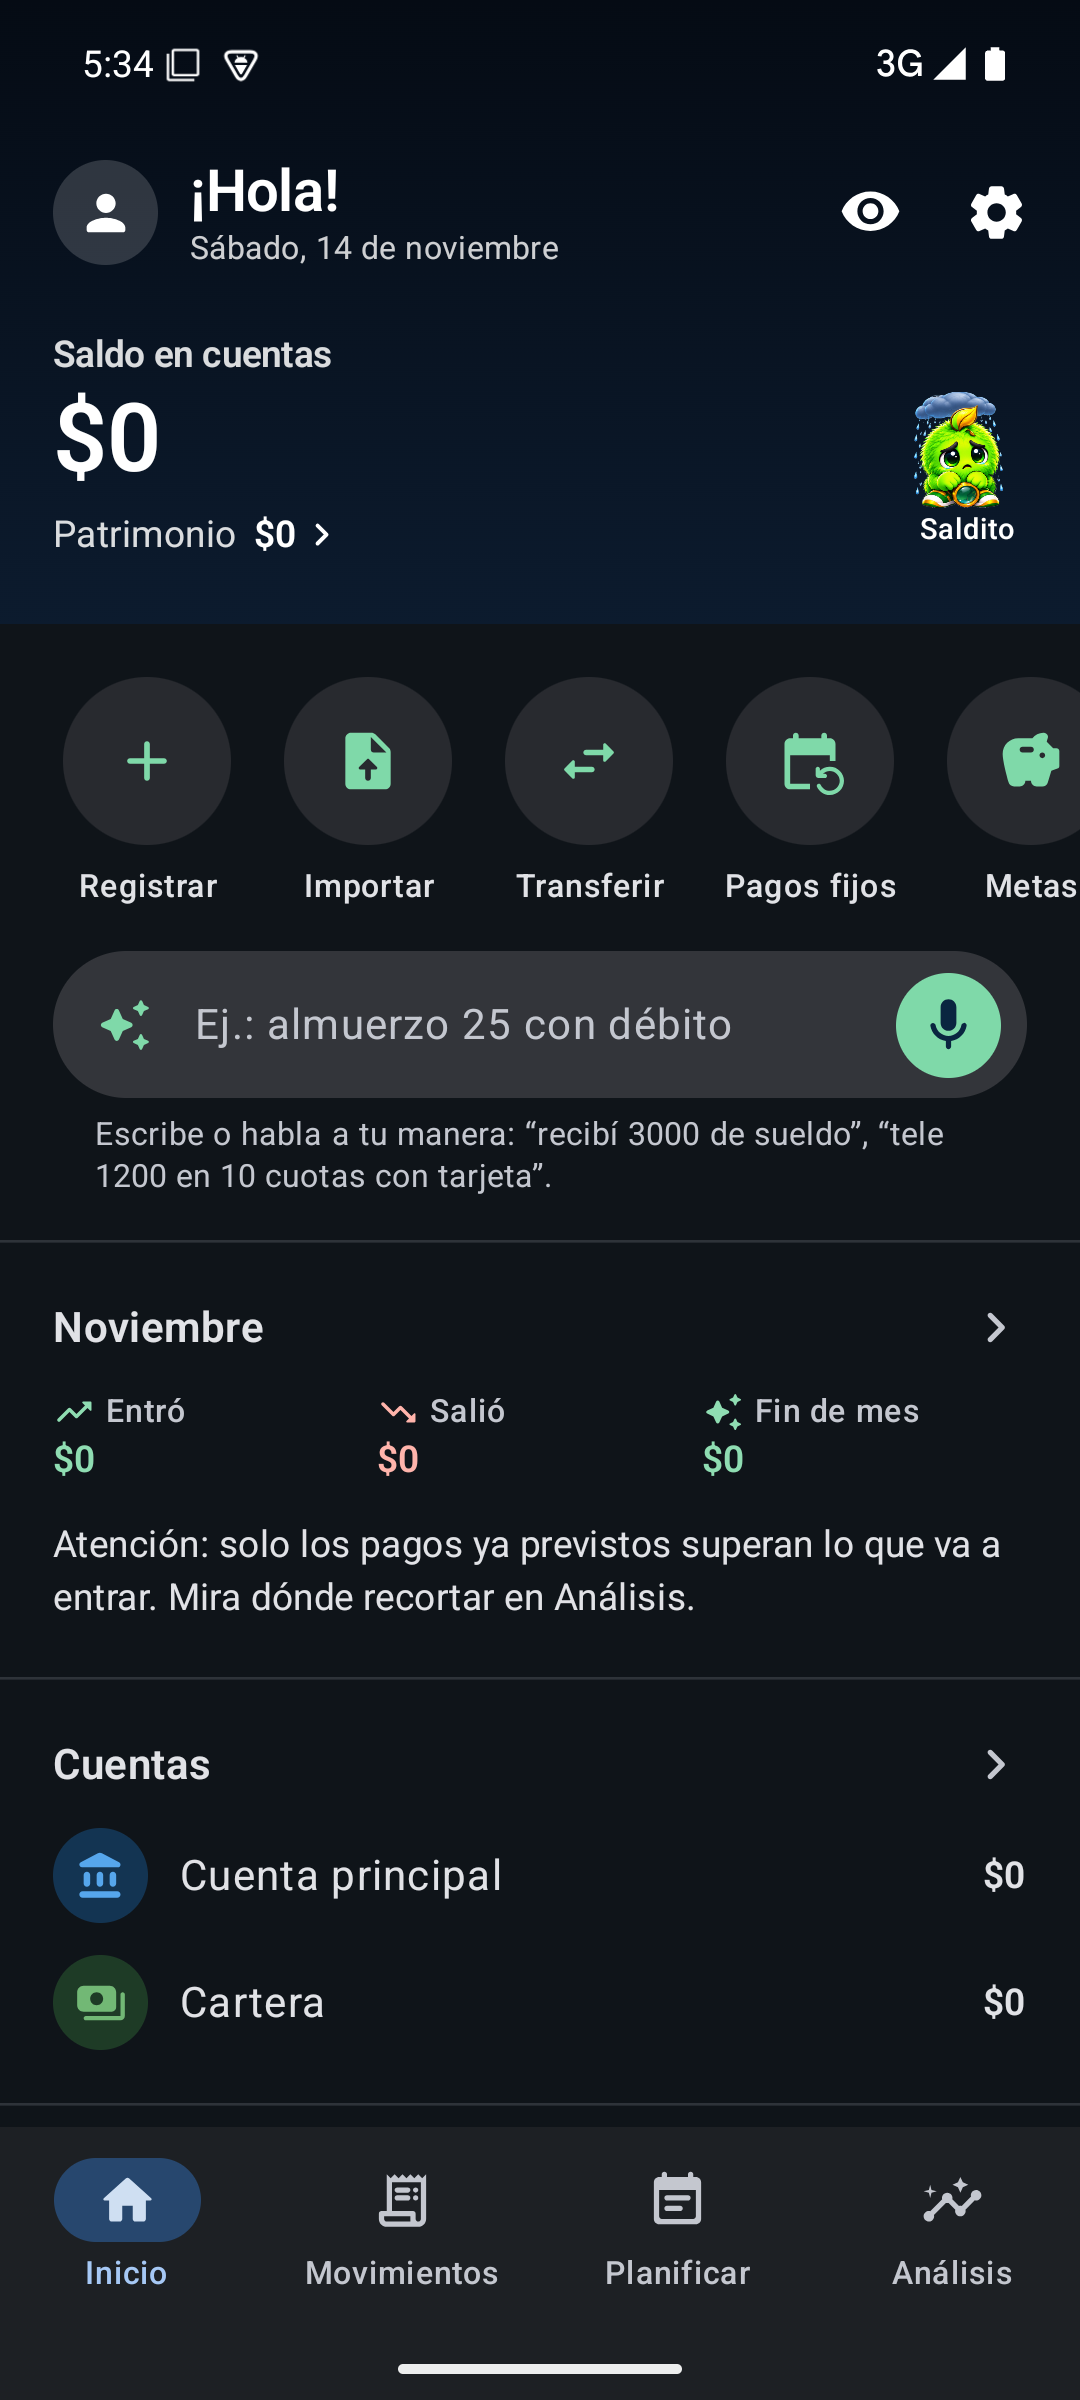 5:34
3G
¡Hola!
Sábado, 14 de noviembre
Saldo en cuentas
$0
Patrimonio $0
Saldito
Registrar
Importar
Transferir
Pagos fijos
Metas
Ej.: almuerzo 25 con débito
Escribe o habla a tu manera: “recibí 3000 de sueldo”, “tele
1200 en 10 cuotas con tarjeta”.
Noviembre
Entró
Salió
Fin de mes
$0
$0
$0
Atención: solo los pagos ya previstos superan lo que va a
entrar. Mira dónde recortar en Análisis.
Cuentas
Cuenta principal $0
Cartera $0
Inicio
Movimientos
Planificar
Análisis